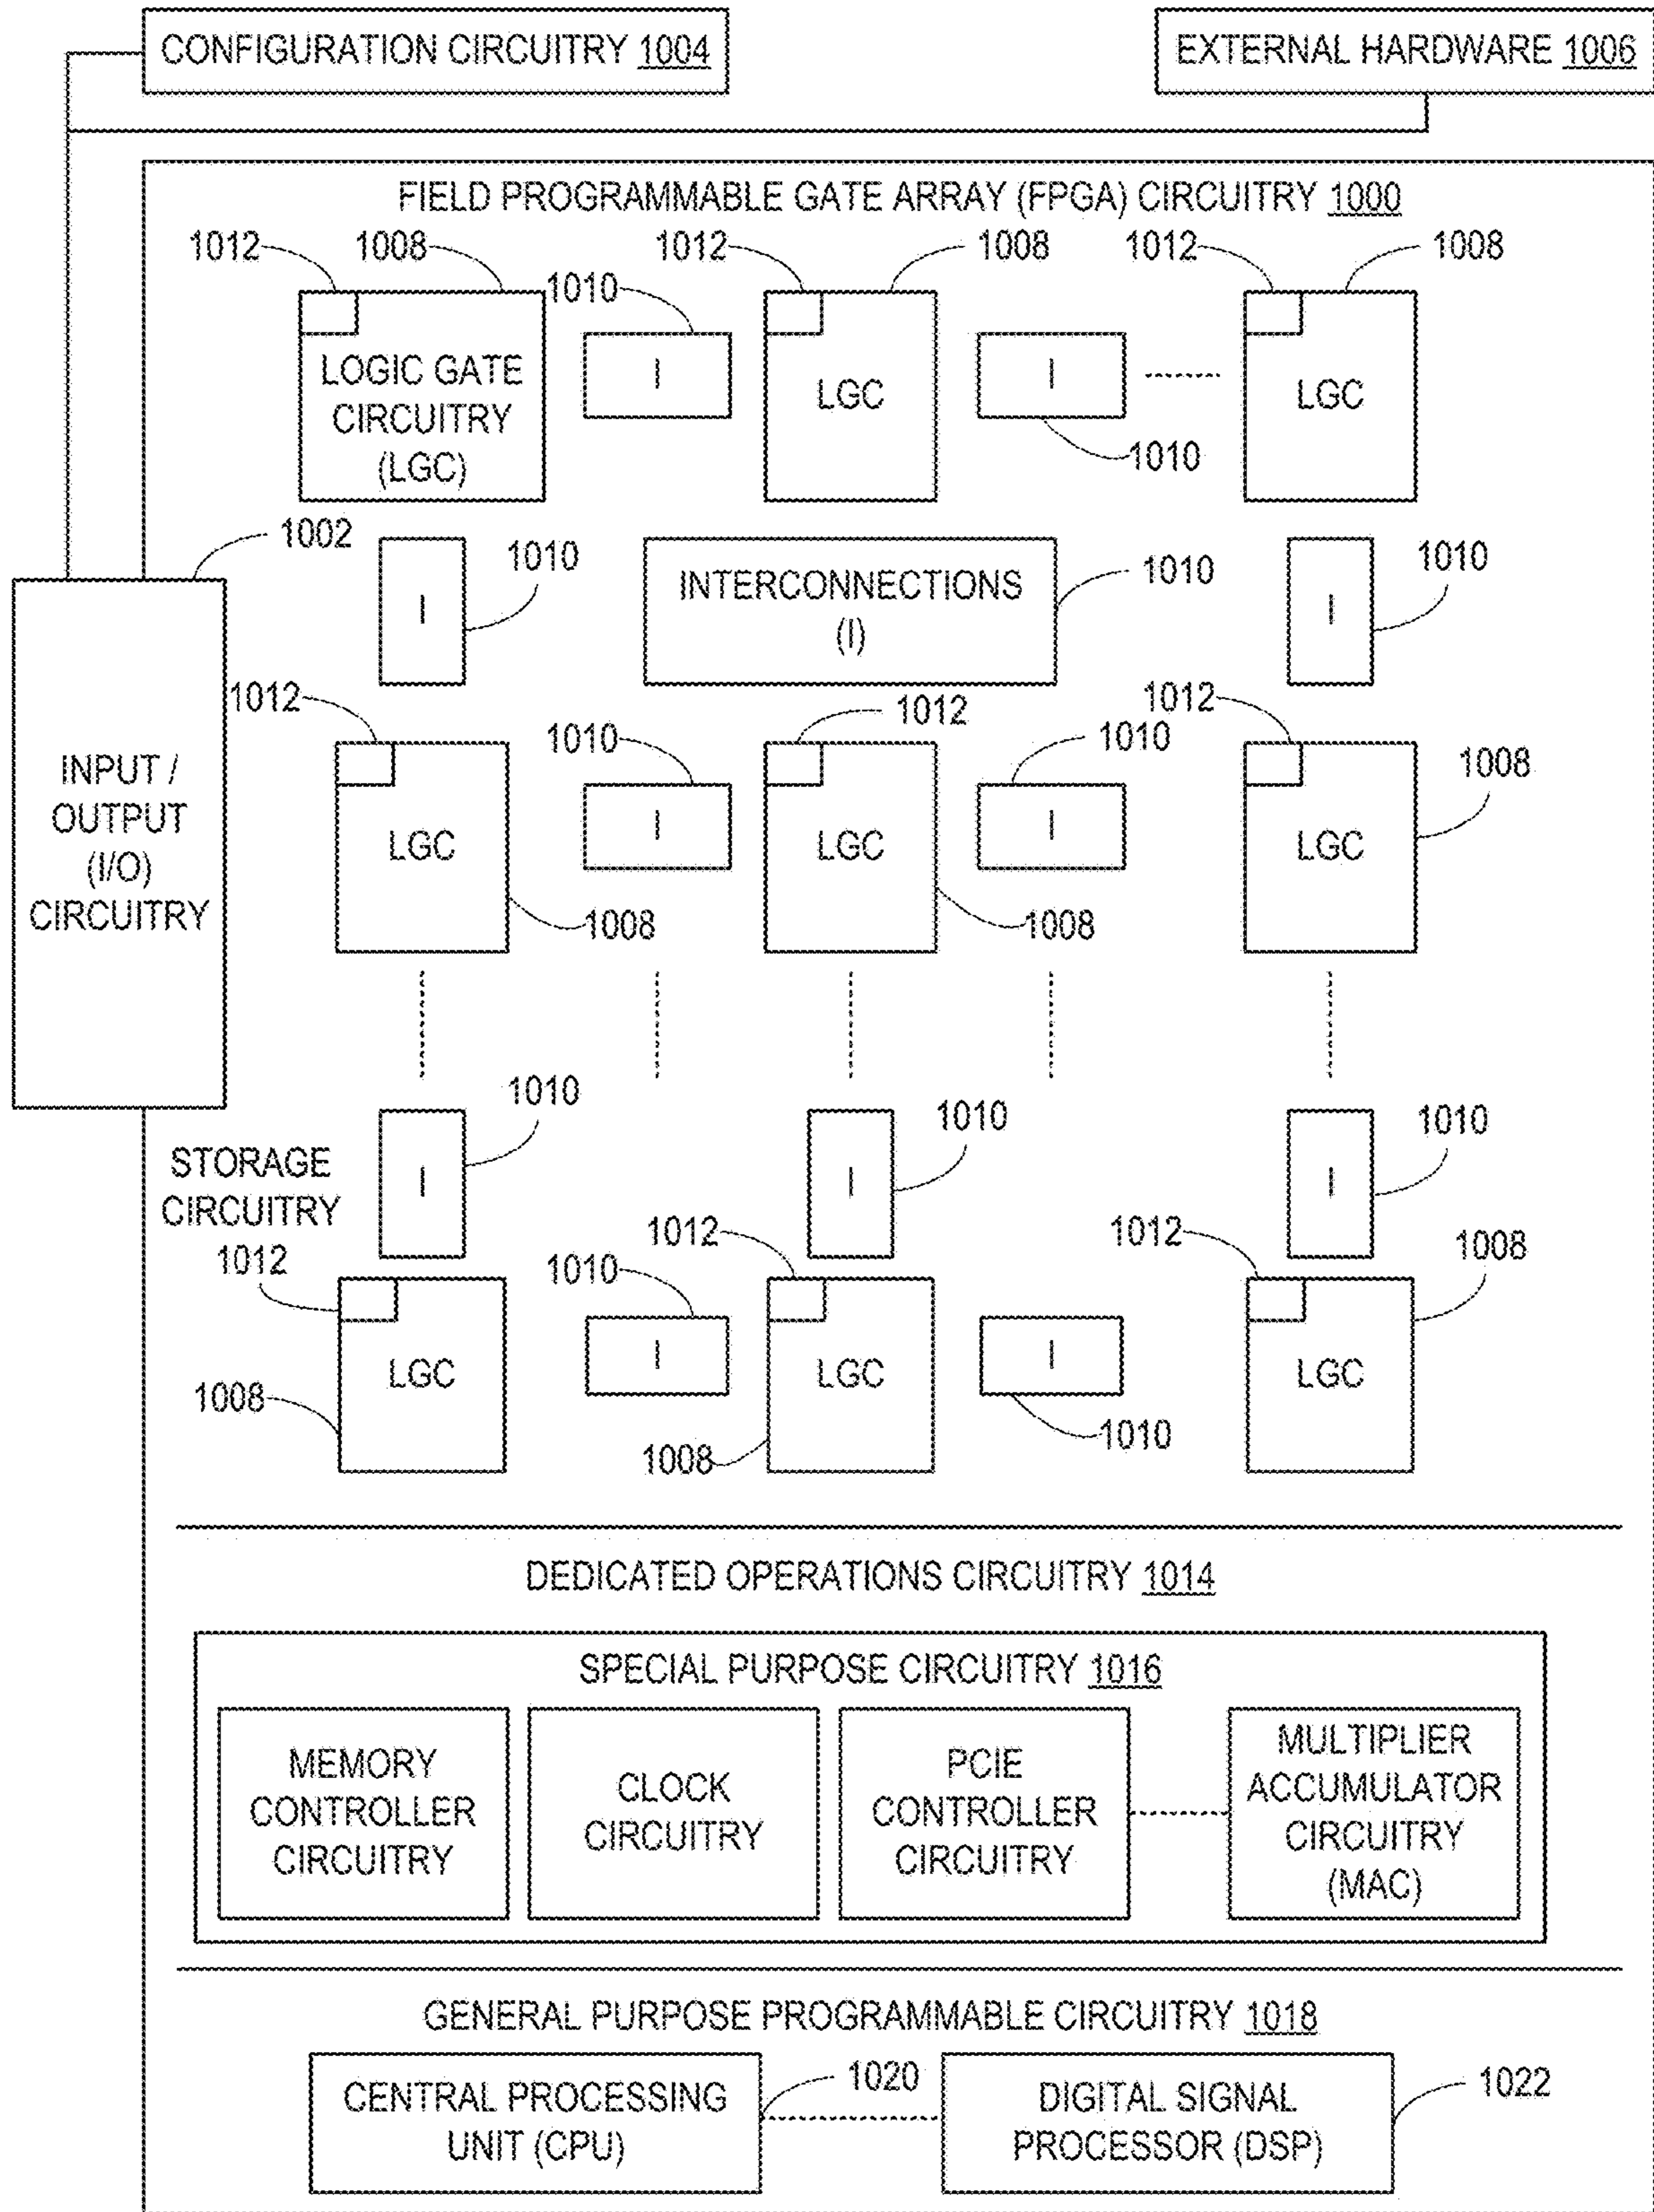 CONFIGURATION CIRCUITRY 1004
EXTERNAL HARDWARE 1006
FIELD PROGRAMMABLE GATE ARRAY (FPGA) CIRCUITRY 1000
1012
1008
1010
1012
1008
1012
1008
LOGIC GATE
CIRCUITRY
(LGC)
I
LGC
I
LGC
1010
1002
1010
1010
1010
I
INTERCONNECTIONS
(I)
I
INPUT /
OUTPUT
(I/O)
CIRCUITRY
1012
1010
1012
1010
1012
1008
LGC
I
LGC
I
LGC
1008
1008
1010
1010
1010
STORAGE
CIRCUITRY
1012
I
I
I
1010
1012
1012
1008
LGC
I
LGC
I
LGC
1008
1008
1010
DEDICATED OPERATIONS CIRCUITRY 1014
SPECIAL PURPOSE CIRCUITRY 1016
MEMORY
CONTROLLER
CIRCUITRY
CLOCK
CIRCUITRY
PCIE
CONTROLLER
CIRCUITRY
MULTIPLIER
ACCUMULATOR
CIRCUITRY
(MAC)
GENERAL PURPOSE PROGRAMMABLE CIRCUITRY 1018
CENTRAL PROCESSING
UNIT (CPU)
1020
DIGITAL SIGNAL
PROCESSOR (DSP)
1022